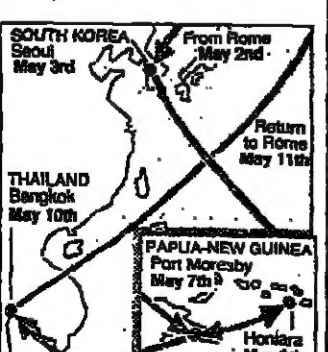 SOUTH KOREA
Seoul
May 3rd
From Rome
May 2nd
Return
to Rome
May 11th
THAILAND
Bangkok
May 10th
PAPUA-NEW GUINEA
Port Moresby
May 7th
Honiara